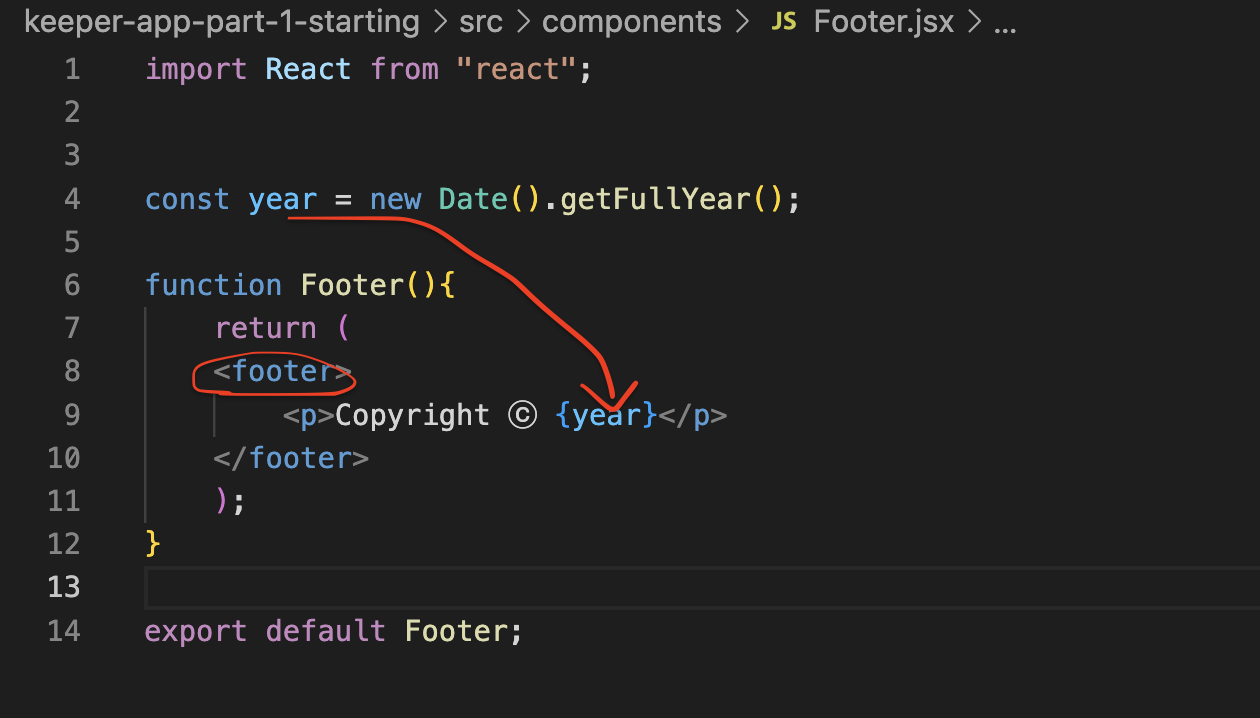 keeper-app-part-1-starting > src > components > JS Footer.jsx > ...
1 import React from "react";
2
3
4 const year = new Date().getFullYear();
5
6 function Footer(){
7 return (
8 <footer>
9 <p>Copyright ⓒ {year}</p>
10 </footer>
11 );
12 }
13
14 export default Footer;